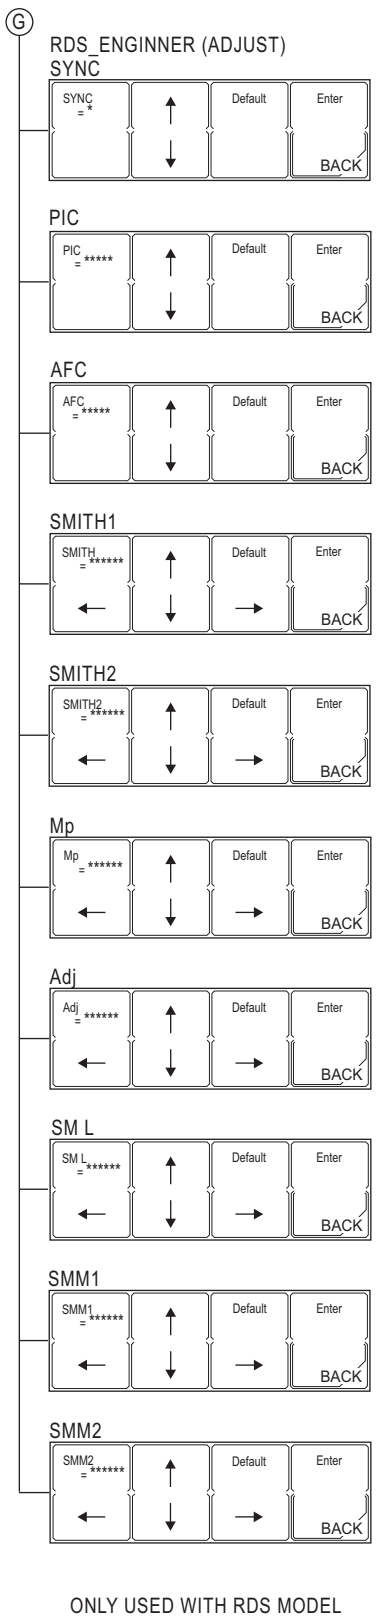 G
RDS_ENGINNER (ADJUST)
SYNC
SYNC Default Enter
= *
BACK
PIC
PIC Default Enter
= *****
BACK
AFC
AFC Default Enter
= *****
BACK
SMITH1
SMITH Default Enter
= ******
BACK
SMITH2
SMITH2 Default Enter
= ******
BACK
Mp
Mp Default Enter
= ******
BACK
Adj
Adj Default Enter
= ******
BACK
SM L
SM L Default Enter
= ******
BACK
SMM1
SMM1 Default Enter
= ******
BACK
SMM2
SMM2 Default Enter
= ******
BACK
ONLY USED WITH RDS MODEL